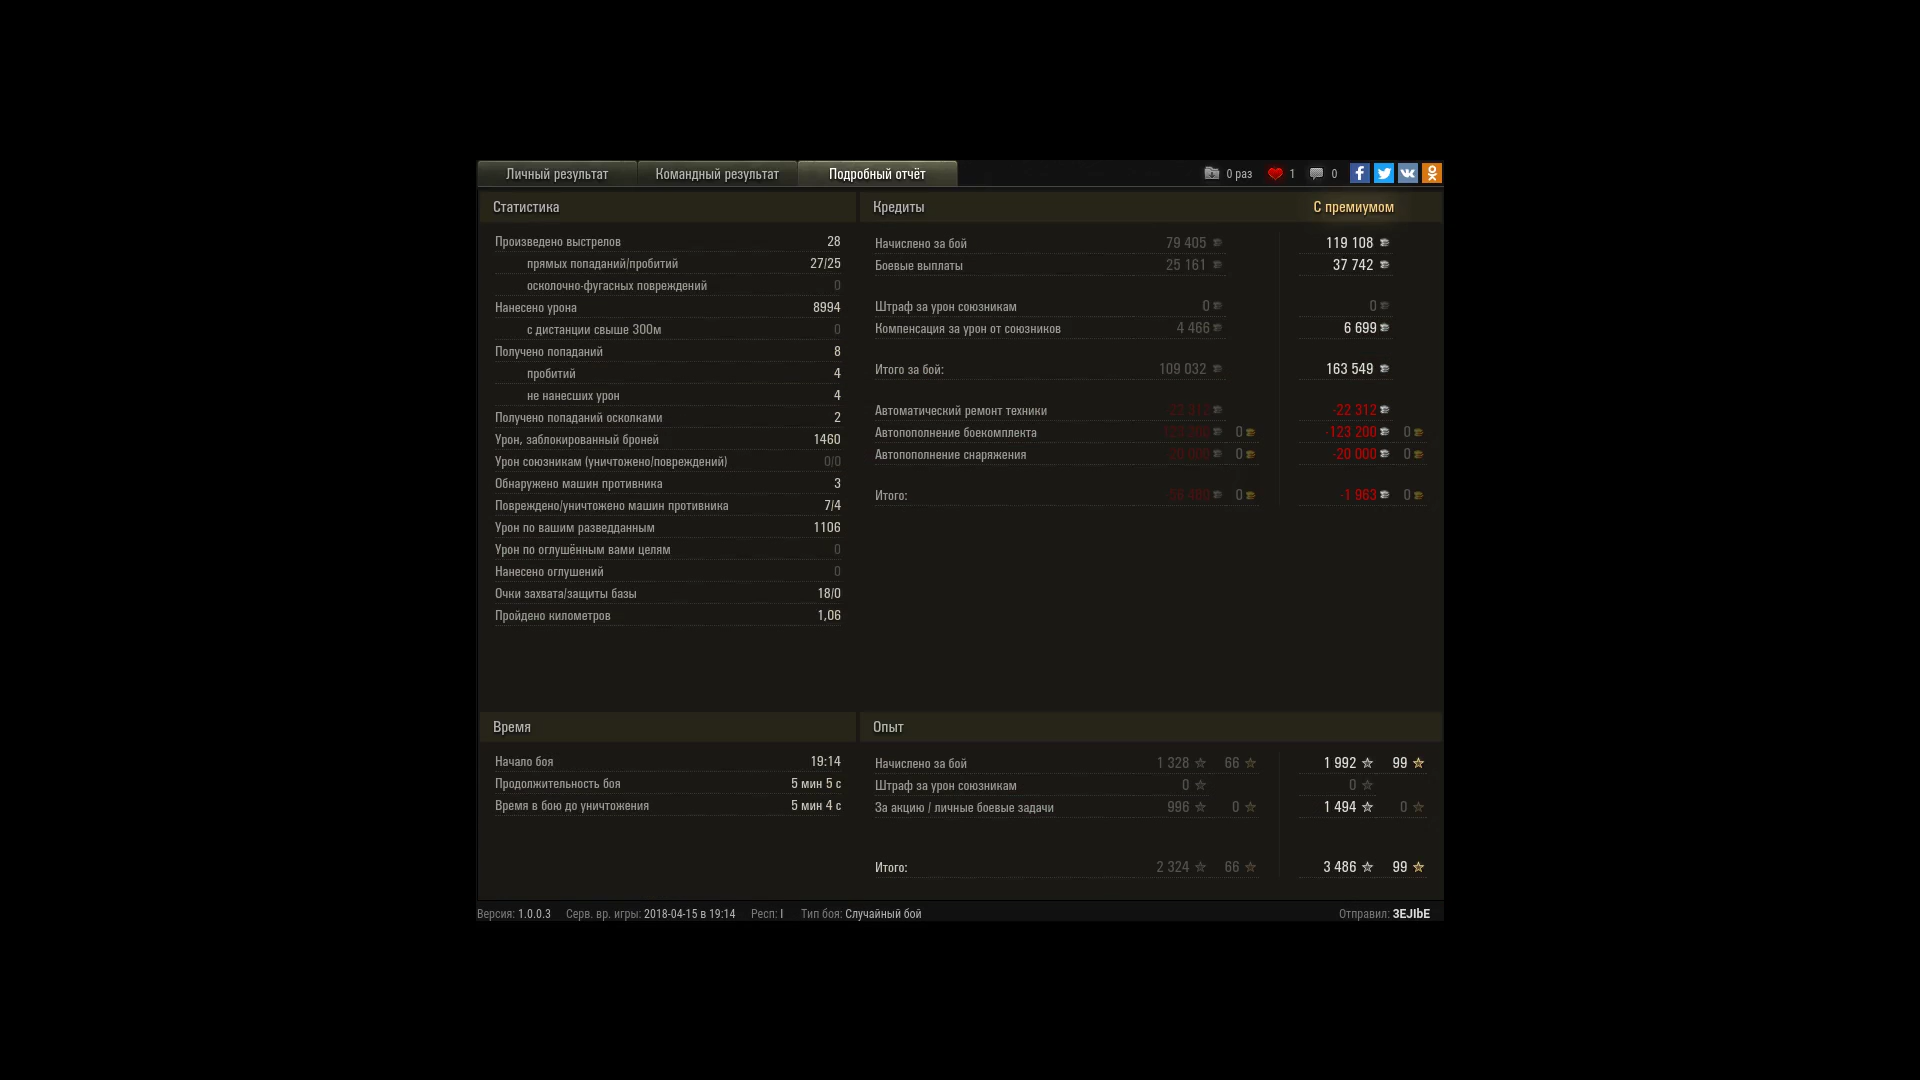 Личный результат Командный результат Подробный отчёт 0 раз 1 0
Статистика
Произведено выстрелов 28
прямых попаданий/пробитий 27/25
осколочно-фугасных повреждений 0
Нанесено урона 8994
с дистанции свыше 300м 0
Получено попаданий 8
пробитий 4
не нанесших урон 4
Получено попаданий осколками 2
Урон, заблокированный броней 1460
Урон союзникам (уничтожено/повреждений) 0/0
Обнаружено машин противника 3
Повреждено/уничтожено машин противника 7/4
Урон по вашим разведданным 1106
Урон по оглушённым вами целям 0
Нанесено оглушений 0
Очки захвата/защиты базы 18/0
Пройдено километров 1,06
Кредиты С премиумом
Начислено за бой 79 405 119 108
Боевые выплаты 25 161 37 742
Штраф за урон союзникам 0 0
Компенсация за урон от союзников 4 466 6 699
Итого за бой: 109 032 163 549
Автоматический ремонт техники -22 312
Автопополнение боекомплекта 0 -123 200 0
Автопополнение снаряжения 0 -20 000 0
Итого: 0 -1 963 0
Время
Начало боя 19:14
Продолжительность боя 5 мин 5 с
Время в бою до уничтожения 5 мин 4 с
Опыт
Начислено за бой 1 328 66 1 992 99
Штраф за урон союзникам 0 0
За акцию / личные боевые задачи 996 0 1 494 0
Итого: 2 324 66 3 486 99
Версия: 1.0.0.3 Серв. вр. игры: 2018-04-15 в 19:14 Респ: I Тип боя: Случайный бой Отправил: 3EJIbE